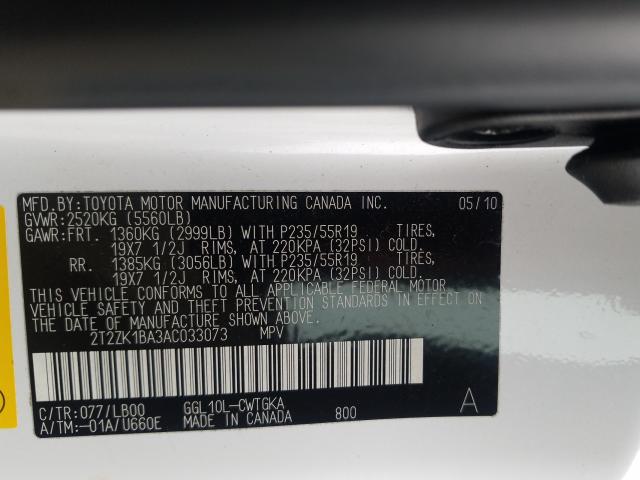 MFD.BY:TOYOTA MOTOR MANUFACTURING CANADA INC. 05/10
GVWR:2520KG (5560LB)
GAWR:FRT. 1360KG (2999LB) WITH P235/55R19 TIRES,
19X7 1/2J RIMS, AT 220KPA (32PSI) COLD.
RR. 1385KG (3056LB) WITH P235/55R19 TIRES,
19X7 1/2J RIMS, AT 220KPA (32PSI) COLD.
THIS VEHICLE CONFORMS TO ALL APPLICABLE FEDERAL MOTOR
VEHICLE SAFETY AND THEFT PREVENTION STANDARDS IN EFFECT ON
THE DATE OF MANUFACTURE SHOWN ABOVE.
2T2ZK1BA3AC033073 MPV
C/TR:077/LB00 GGL10L-CWTGKA A
A/TM:-01A/U660E MADE IN CANADA 800